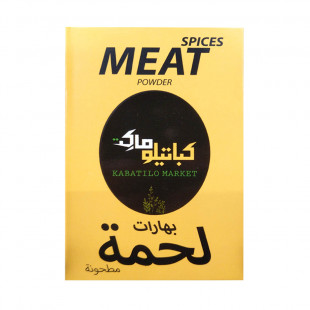 SPICES
MEAT
POWDER
كباتيلو ماركت
KABATILO MARKET
بهارات
لحمة
مطحونة